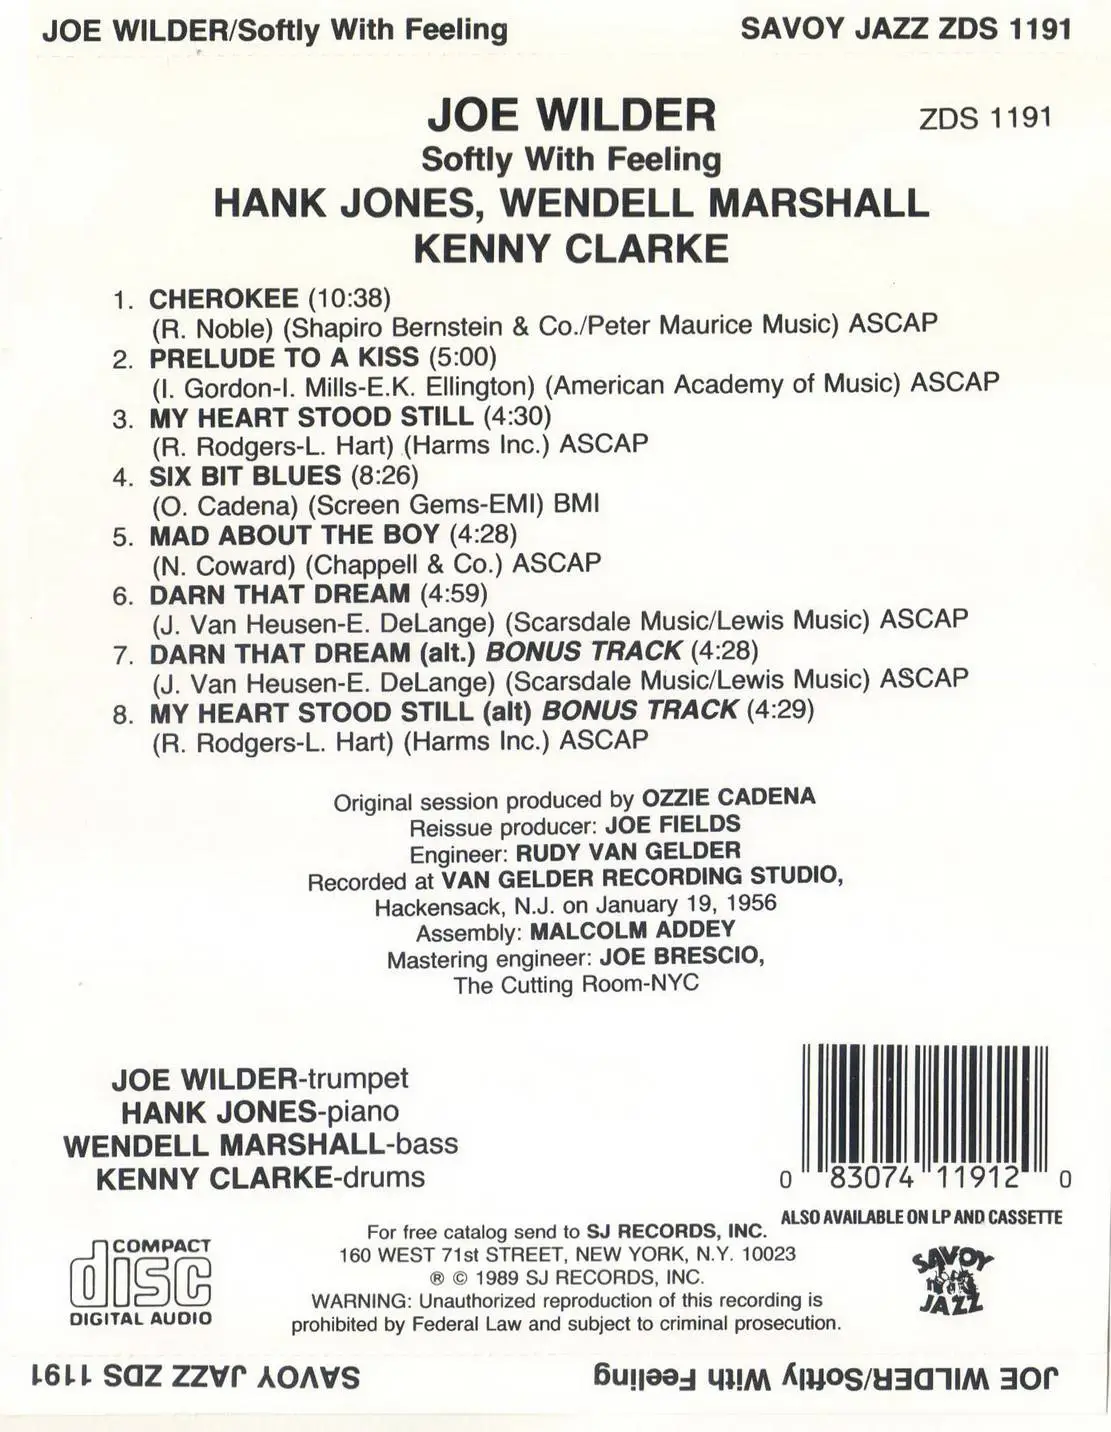 JOE WILDER/Softly With Feeling
SAVOY JAZZ ZDS 1191
JOE WILDER
ZDS 1191
Softly With Feeling
HANK JONES, WENDELL MARSHALL
KENNY CLARKE
1. CHEROKEE (10:38)
(R. Noble) (Shapiro Bernstein & Co./Peter Maurice Music) ASCAP
2. PRELUDE TO A KISS (5:00)
(I. Gordon-I. Mills-E.K. Ellington) (American Academy of Music) ASCAP
3. MY HEART STOOD STILL (4:30)
(R. Rodgers-L. Hart) (Harms Inc.) ASCAP
4. SIX BIT BLUES (8:26)
(O. Cadena) (Screen Gems-EMI) BMI
5. MAD ABOUT THE BOY (4:28)
(N. Coward) (Chappell & Co.) ASCAP
6. DARN THAT DREAM (4:59)
(J. Van Heusen-E. DeLange) (Scarsdale Music/Lewis Music) ASCAP
7. DARN THAT DREAM (alt.) BONUS TRACK (4:28)
(J. Van Heusen-E. DeLange) (Scarsdale Music/Lewis Music) ASCAP
8. MY HEART STOOD STILL (alt) BONUS TRACK (4:29)
(R. Rodgers-L. Hart) (Harms Inc.) ASCAP
Original session produced by OZZIE CADENA
Reissue producer: JOE FIELDS
Engineer: RUDY VAN GELDER
Recorded at VAN GELDER RECORDING STUDIO,
Hackensack, N.J. on January 19, 1956
Assembly: MALCOLM ADDEY
Mastering engineer: JOE BRESCIO,
The Cutting Room-NYC
JOE WILDER-trumpet
HANK JONES-piano
WENDELL MARSHALL-bass
KENNY CLARKE-drums
0 83074 11912 0
ALSO AVAILABLE ON LP AND CASSETTE
COMPACT
disc
DIGITAL AUDIO
For free catalog send to SJ RECORDS, INC.
160 WEST 71st STREET, NEW YORK, N.Y. 10023
® © 1989 SJ RECORDS, INC.
WARNING: Unauthorized reproduction of this recording is
prohibited by Federal Law and subject to criminal prosecution.
SAVOY
JAZZ
JOE WILDER/Softly With Feeling
SAVOY JAZZ ZDS 1191